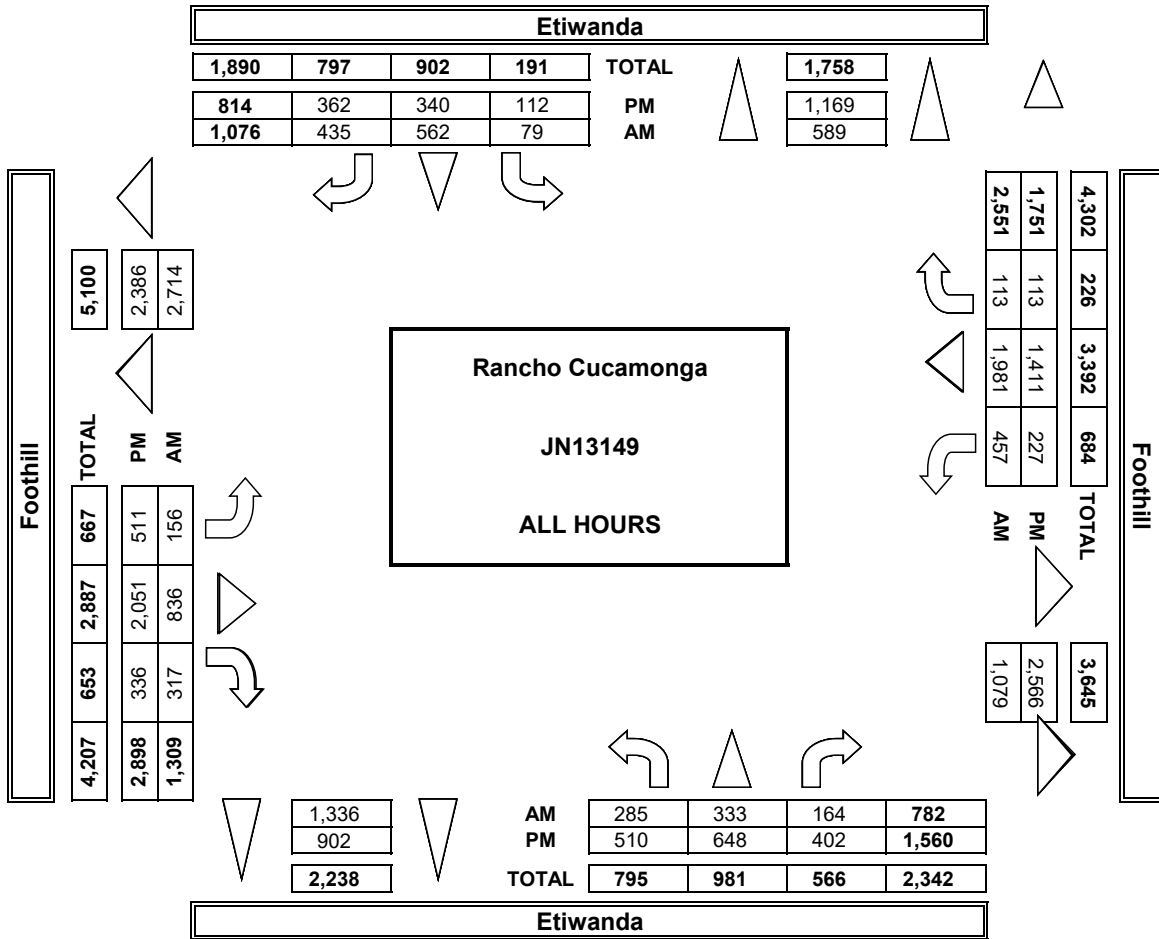 Etiwanda
1,890 797 902 191 TOTAL 1,758
814 362 340 112 PM 1,169
1,076 435 562 79 AM 589
Foothill
5,100
2,386
2,714
TOTAL 667 2,887 653 4,207
PM 511 2,051 336 2,898
AM 156 836 317 1,309
Rancho Cucamonga
JN13149
ALL HOURS
4,302 226 3,392 684 TOTAL 3,645
1,751 113 1,411 227 PM 2,566
2,551 113 1,981 457 AM 1,079
Foothill
1,336 AM 285 333 164 782
902 PM 510 648 402 1,560
2,238 TOTAL 795 981 566 2,342
Etiwanda